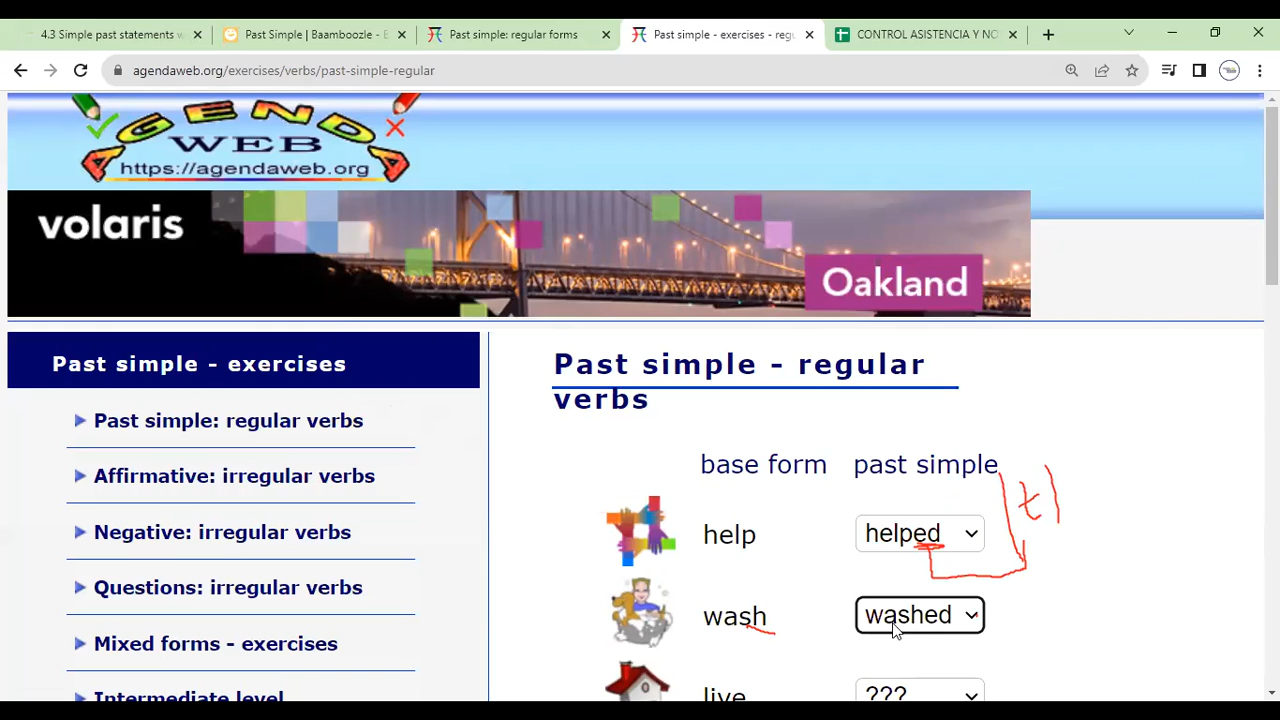 4.3 Simple past statements w
Past Simple | Baamboozle - B
Past simple: regular forms
Past simple - exercises - regu
CONTROL ASISTENCIA Y NO
agendaweb.org/exercises/verbs/past-simple-regular
AGENDA
WEB
https://agendaweb.org
volaris
Oakland
Past simple - exercises
Past simple: regular verbs
Affirmative: irregular verbs
Negative: irregular verbs
Questions: irregular verbs
Mixed forms - exercises
Intermediate level
Past simple - regular
verbs
base form past simple
help helped
/t/
wash washed
live ???